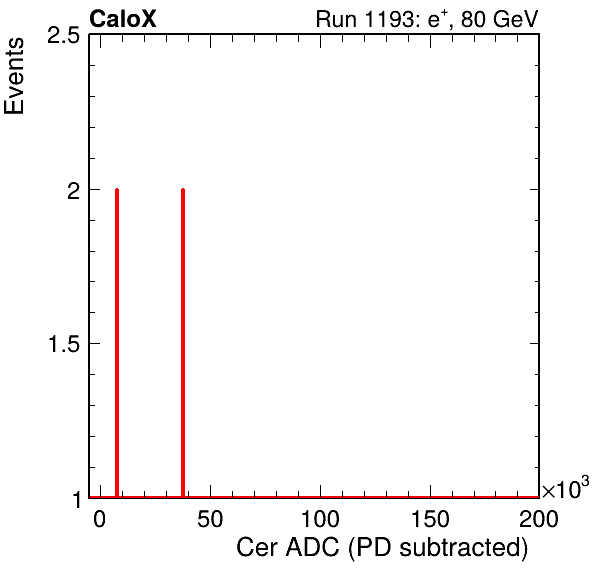 CaloX Run 1193: e⁺, 80 GeV
Events
2.5
2
1.5
1
0 50 100 150 200
×10³
Cer ADC (PD subtracted)